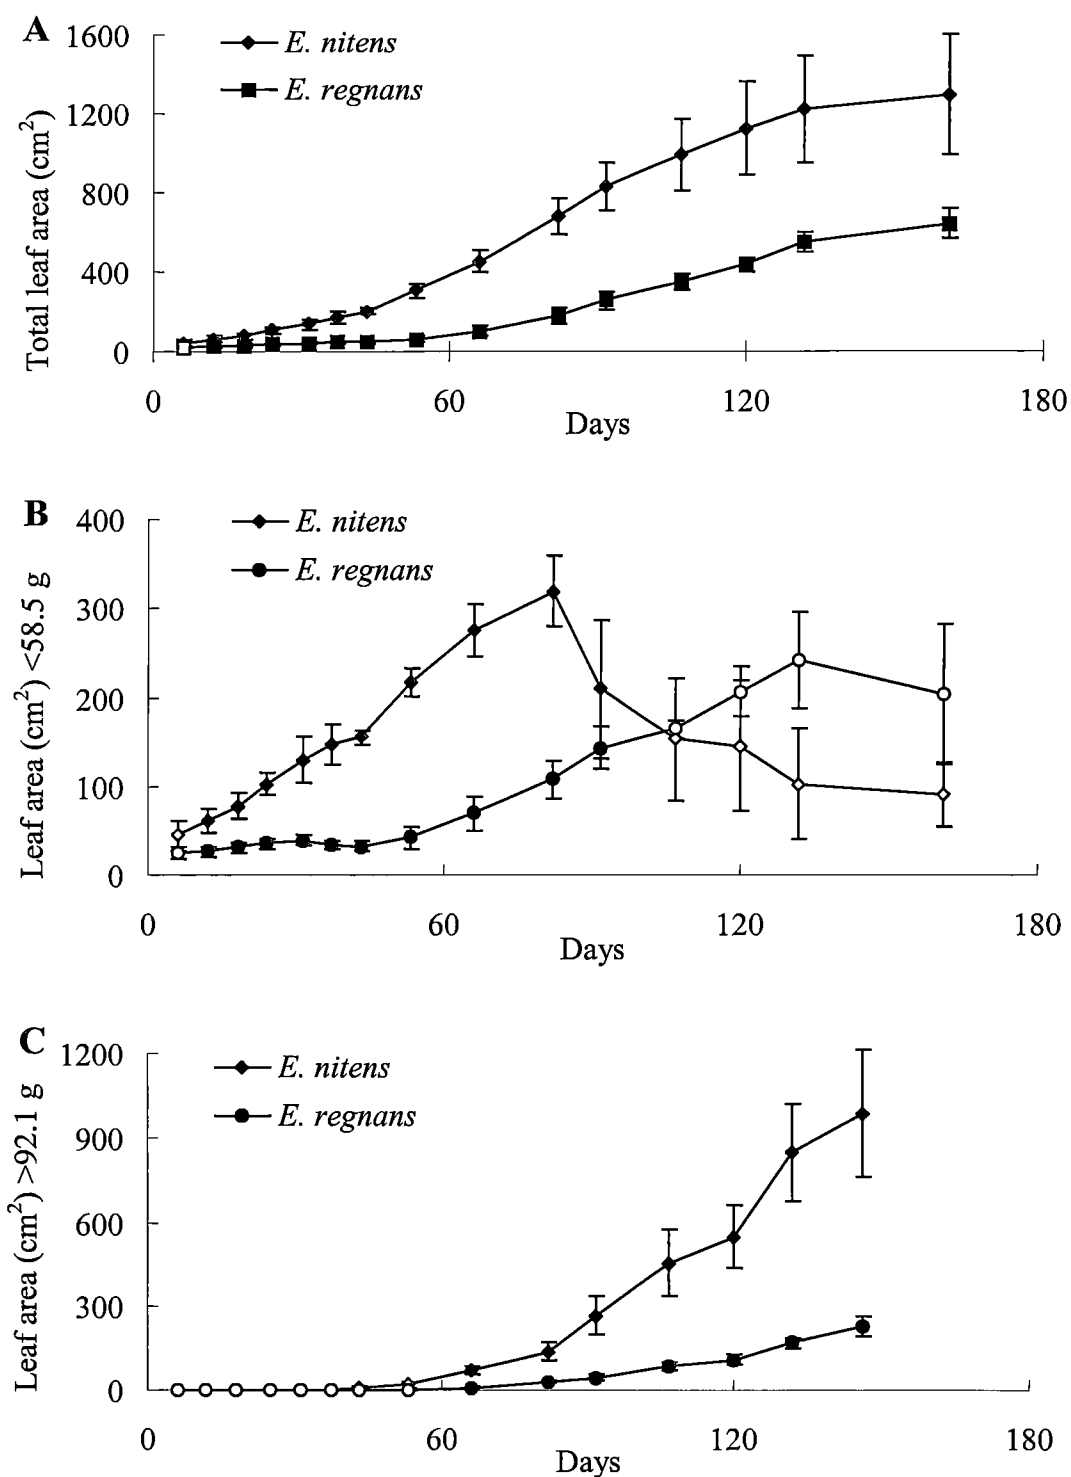 A
1600
1200
800
400
0
Total leaf area (cm²)
E. nitens
E. regnans
0 60 120 180
Days
B
400
300
200
100
0
Leaf area (cm²) <58.5 g
E. nitens
E. regnans
0 60 120 180
Days
C
1200
900
600
300
0
Leaf area (cm²) >92.1 g
E. nitens
E. regnans
0 60 120 180
Days